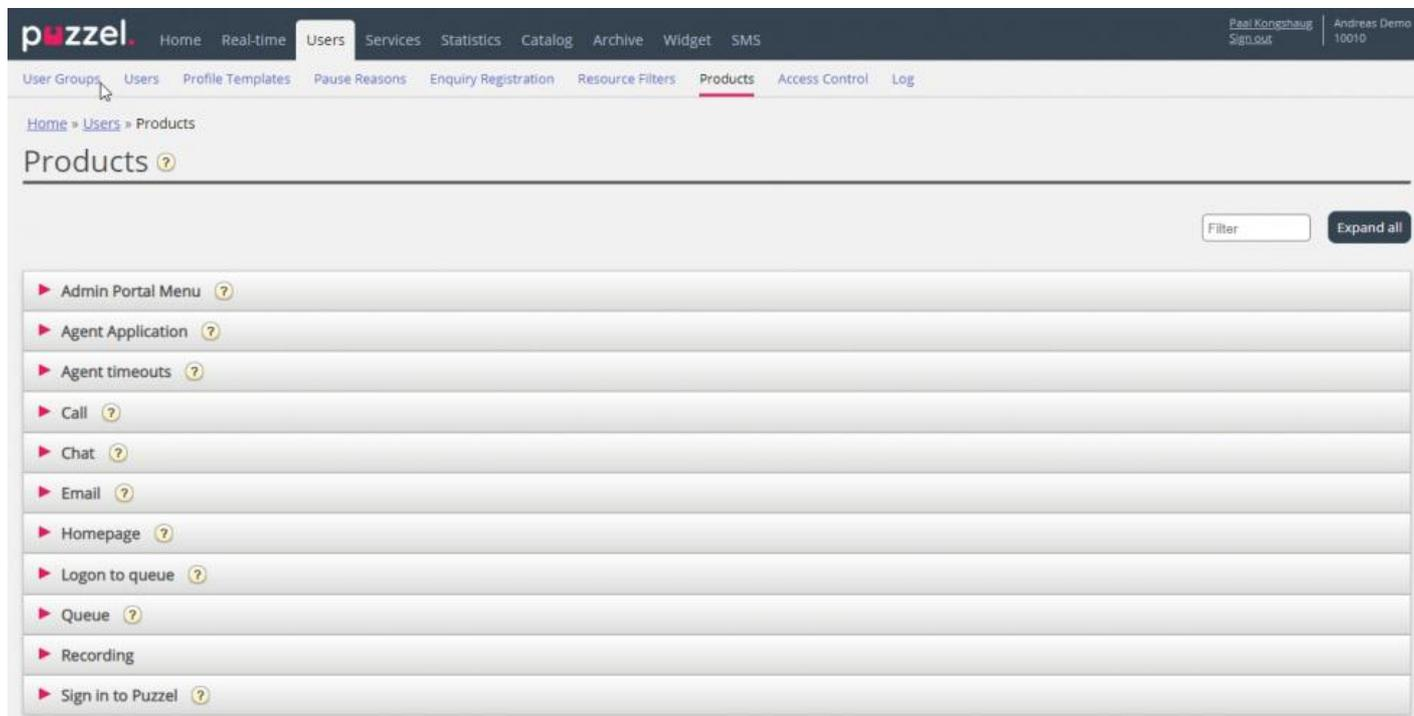 puzzel.
Home Real-time Users Services Statistics Catalog Archive Widget SMS
Paal Kongshaug
Sign out
Andreas Demo
10010
User Groups Users Profile Templates Pause Reasons Enquiry Registration Resource Filters Products Access Control Log
Home » Users » Products
Products ?
Filter Expand all
Admin Portal Menu ?
Agent Application ?
Agent timeouts ?
Call ?
Chat ?
Email ?
Homepage ?
Logon to queue ?
Queue ?
Recording
Sign in to Puzzel ?